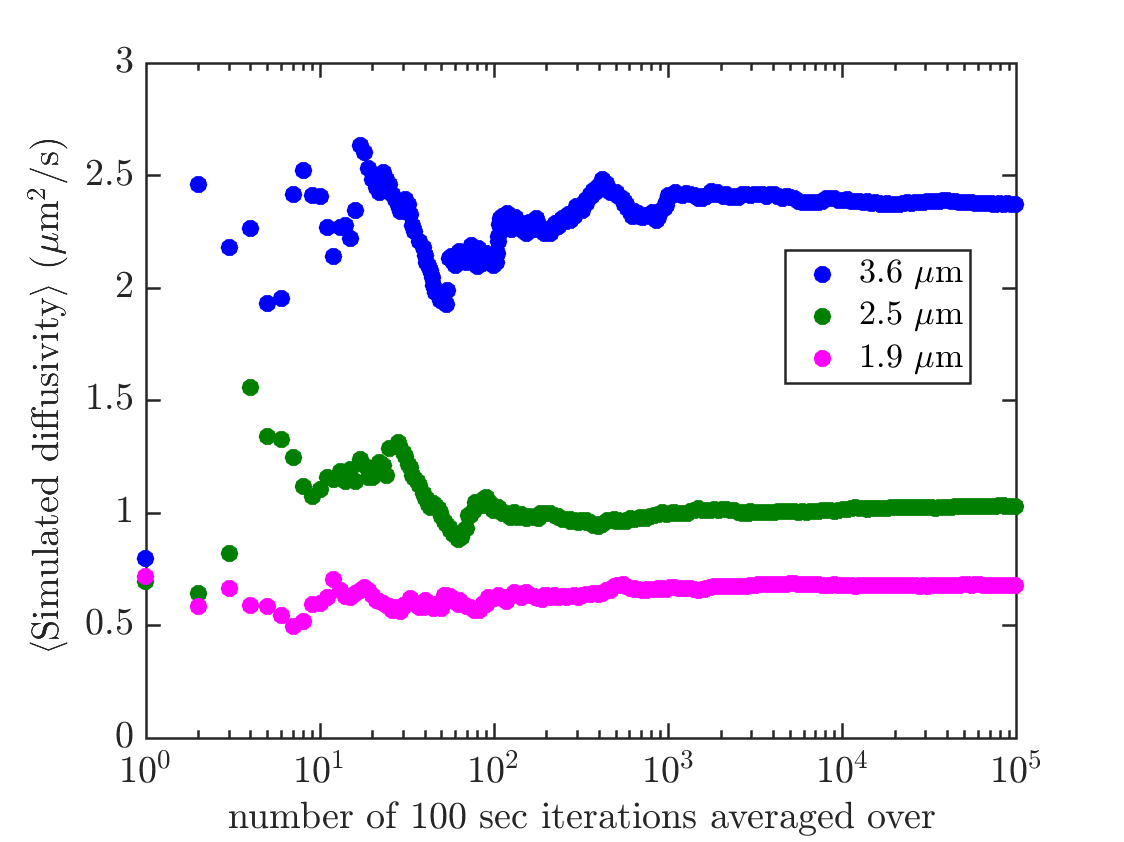 3
2.5
2
1.5
1
0.5
0
⟨Simulated diffusivity⟩ (μm²/s)
3.6 μm
2.5 μm
1.9 μm
10⁰ 10¹ 10² 10³ 10⁴ 10⁵
number of 100 sec iterations averaged over